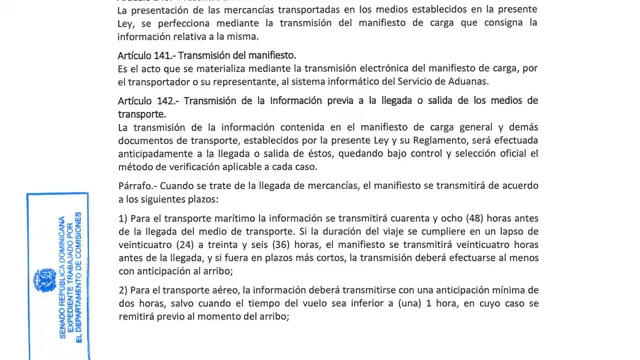 La presentación de las mercancías transportadas en los medios establecidos en la presente
Ley, se perfecciona mediante la transmisión del manifiesto de carga que consigna la
información relativa a la misma.
Artículo 141.- Transmisión del manifiesto.
Es el acto que se materializa mediante la transmisión electrónica del manifiesto de carga, por
el transportador o su representante, al sistema informático del Servicio de Aduanas.
Artículo 142.- Transmisión de la Información previa a la llegada o salida de los medios de
transporte.
La transmisión de la información contenida en el manifiesto de carga general y demás
documentos de transporte, establecidos por la presente Ley y su Reglamento, será efectuada
anticipadamente a la llegada o salida de éstos, quedando bajo control y selección oficial el
método de verificación aplicable a cada caso.
Párrafo.- Cuando se trate de la llegada de mercancías, el manifiesto se transmitirá de acuerdo
a los siguientes plazos:
1) Para el transporte marítimo la información se transmitirá cuarenta y ocho (48) horas antes
de la llegada del medio de transporte. Si la duración del viaje se cumpliere en un lapso de
veinticuatro (24) a treinta y seis (36) horas, el manifiesto se transmitirá veinticuatro horas
antes de la llegada, y si fuera en plazos más cortos, la transmisión deberá efectuarse al menos
con anticipación al arribo;
2) Para el transporte aéreo, la información deberá transmitirse con una anticipación mínima de
dos horas, salvo cuando el tiempo del vuelo sea inferior a (una) 1 hora, en cuyo caso se
remitirá previo al momento del arribo;
SENADO REPÚBLICA DOMINICANA
EXPEDIENTE TRABAJADO POR
EL DEPARTAMENTO DE COMISIONES